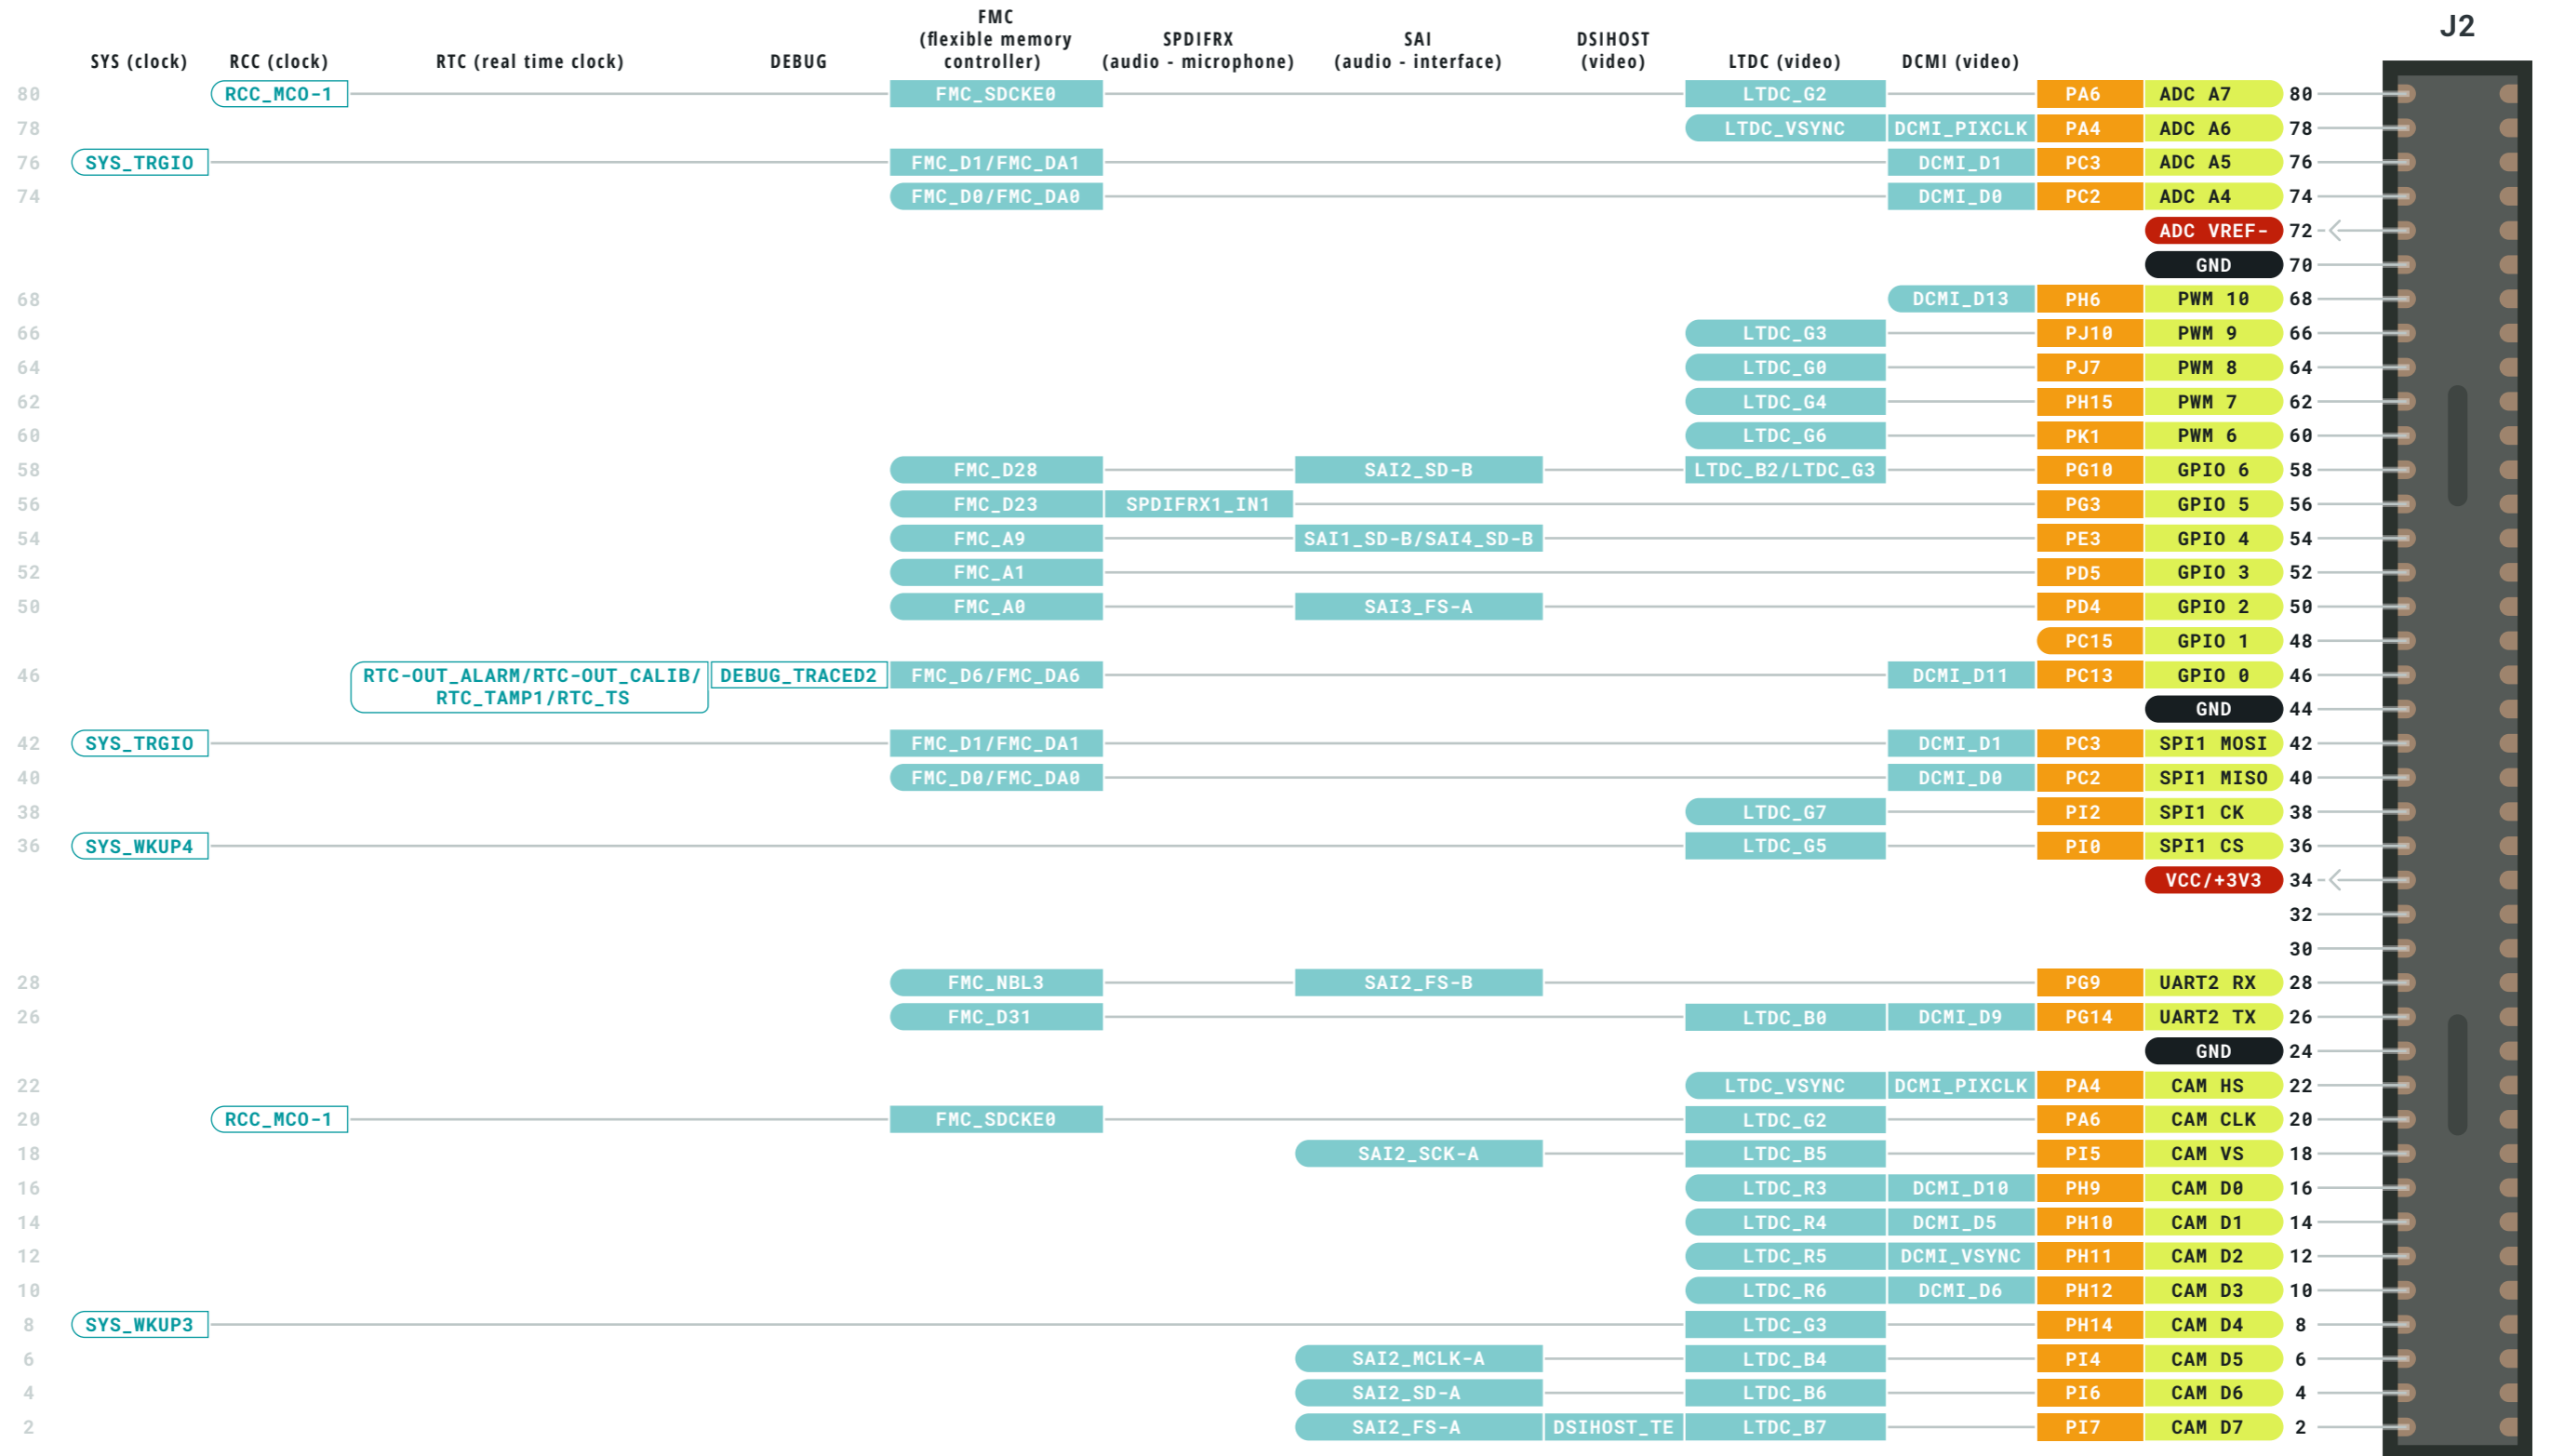 J2
SYS (clock) RCC (clock) RTC (real time clock) DEBUG FMC (flexible memory controller) SPDIFRX (audio - microphone) SAI (audio - interface) DSIHOST (video) LTDC (video) DCMI (video)
80 RCC_MCO-1 FMC_SDCKE0 LTDC_G2 PA6 ADC A7 80
78 LTDC_VSYNC DCMI_PIXCLK PA4 ADC A6 78
76 SYS_TRGIO FMC_D1/FMC_DA1 DCMI_D1 PC3 ADC A5 76
74 FMC_D0/FMC_DA0 DCMI_D0 PC2 ADC A4 74
ADC VREF- 72
GND 70
68 DCMI_D13 PH6 PWM 10 68
66 LTDC_G3 PJ10 PWM 9 66
64 LTDC_G0 PJ7 PWM 8 64
62 LTDC_G4 PH15 PWM 7 62
60 LTDC_G6 PK1 PWM 6 60
58 FMC_D28 SAI2_SD-B LTDC_B2/LTDC_G3 PG10 GPIO 6 58
56 FMC_D23 SPDIFRX1_IN1 PG3 GPIO 5 56
54 FMC_A9 SAI1_SD-B/SAI4_SD-B PE3 GPIO 4 54
52 FMC_A1 PD5 GPIO 3 52
50 FMC_A0 SAI3_FS-A PD4 GPIO 2 50
PC15 GPIO 1 48
46 RTC-OUT_ALARM/RTC-OUT_CALIB/ DEBUG_TRACED2 FMC_D6/FMC_DA6 DCMI_D11 PC13 GPIO 0 46
RTC_TAMP1/RTC_TS
GND 44
42 SYS_TRGIO FMC_D1/FMC_DA1 DCMI_D1 PC3 SPI1 MOSI 42
40 FMC_D0/FMC_DA0 DCMI_D0 PC2 SPI1 MISO 40
38 LTDC_G7 PI2 SPI1 CK 38
36 SYS_WKUP4 LTDC_G5 PI0 SPI1 CS 36
VCC/+3V3 34
32
30
28 FMC_NBL3 SAI2_FS-B PG9 UART2 RX 28
26 FMC_D31 LTDC_B0 DCMI_D9 PG14 UART2 TX 26
GND 24
22 LTDC_VSYNC DCMI_PIXCLK PA4 CAM HS 22
20 RCC_MCO-1 FMC_SDCKE0 LTDC_G2 PA6 CAM CLK 20
18 SAI2_SCK-A LTDC_B5 PI5 CAM VS 18
16 LTDC_R3 DCMI_D10 PH9 CAM D0 16
14 LTDC_R4 DCMI_D5 PH10 CAM D1 14
12 LTDC_R5 DCMI_VSYNC PH11 CAM D2 12
10 LTDC_R6 DCMI_D6 PH12 CAM D3 10
8 SYS_WKUP3 LTDC_G3 PH14 CAM D4 8
6 SAI2_MCLK-A LTDC_B4 PI4 CAM D5 6
4 SAI2_SD-A LTDC_B6 PI6 CAM D6 4
2 SAI2_FS-A DSIHOST_TE LTDC_B7 PI7 CAM D7 2